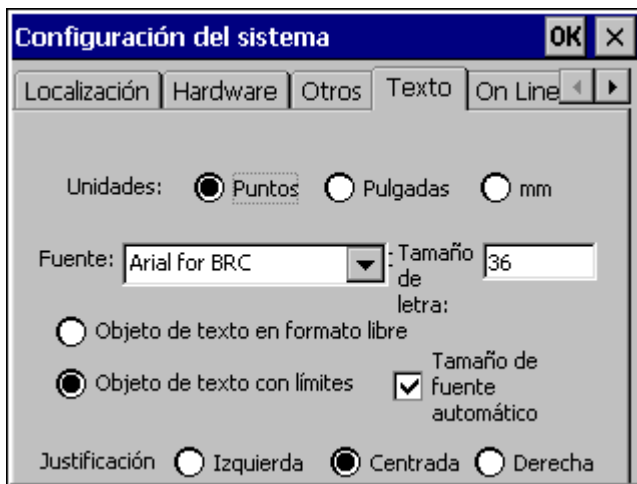 Configuración del sistema OK ×
Localización Hardware Otros Texto On Line
Unidades: Puntos Pulgadas mm
Fuente: Arial for BRC : Tamaño de letra: 36
Objeto de texto en formato libre
Objeto de texto con límites Tamaño de fuente automático
Justificación Izquierda Centrada Derecha